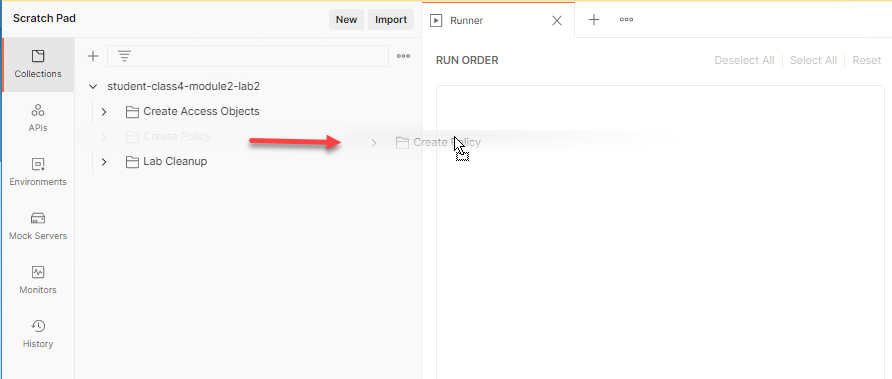 Scratch Pad
New
Import
Runner
Collections
APIs
Environments
Mock Servers
Monitors
History
student-class4-module2-lab2
Create Access Objects
Create Policy
Lab Cleanup
RUN ORDER
Deselect All
Select All
Reset
Create Policy